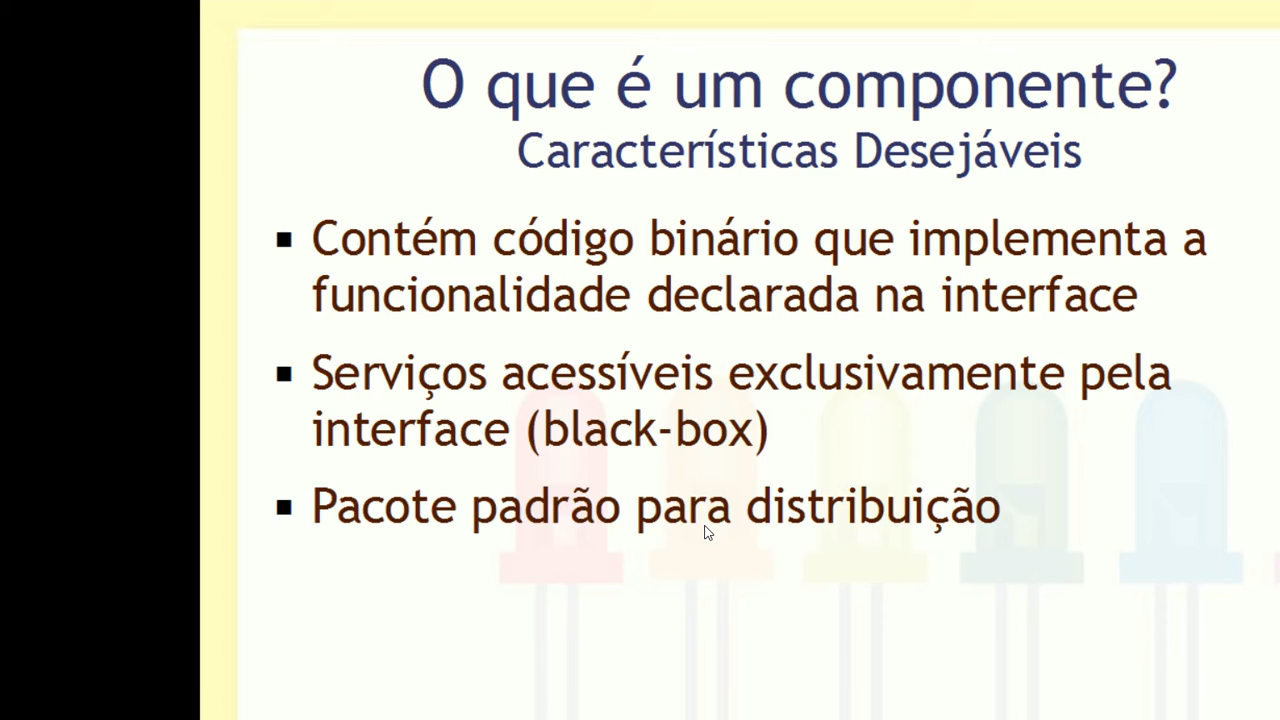 O que é um componente?
Características Desejáveis
▪ Contém código binário que implementa a
funcionalidade declarada na interface
▪ Serviços acessíveis exclusivamente pela
interface (black-box)
▪ Pacote padrão para distribuição